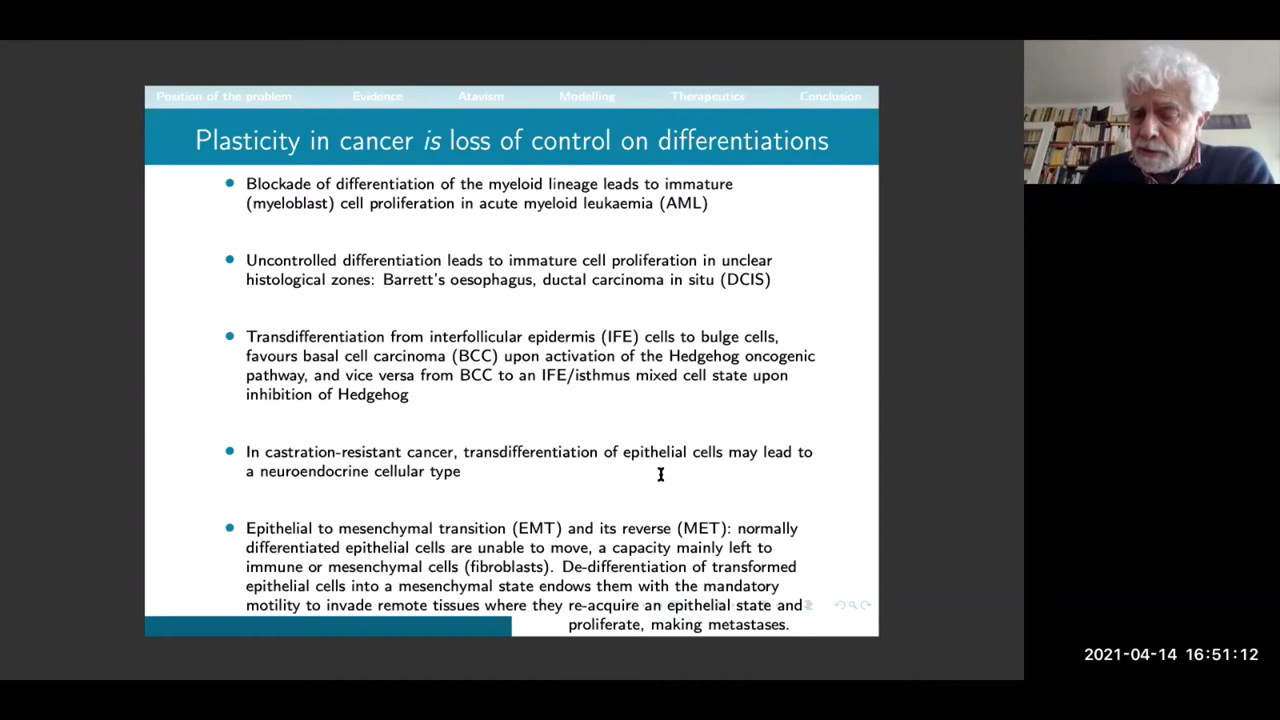 Position of the problem Evidence Atavism Modelling Therapeutics Conclusion
Plasticity in cancer is loss of control on differentiations
Blockade of differentiation of the myeloid lineage leads to immature
(myeloblast) cell proliferation in acute myeloid leukaemia (AML)
Uncontrolled differentiation leads to immature cell proliferation in unclear
histological zones: Barrett's oesophagus, ductal carcinoma in situ (DCIS)
Transdifferentiation from interfollicular epidermis (IFE) cells to bulge cells,
favours basal cell carcinoma (BCC) upon activation of the Hedgehog oncogenic
pathway, and vice versa from BCC to an IFE/isthmus mixed cell state upon
inhibition of Hedgehog
In castration-resistant cancer, transdifferentiation of epithelial cells may lead to
a neuroendocrine cellular type
Epithelial to mesenchymal transition (EMT) and its reverse (MET): normally
differentiated epithelial cells are unable to move, a capacity mainly left to
immune or mesenchymal cells (fibroblasts). De-differentiation of transformed
epithelial cells into a mesenchymal state endows them with the mandatory
motility to invade remote tissues where they re-acquire an epithelial state and
proliferate, making metastases.
2021-04-14 16:51:12